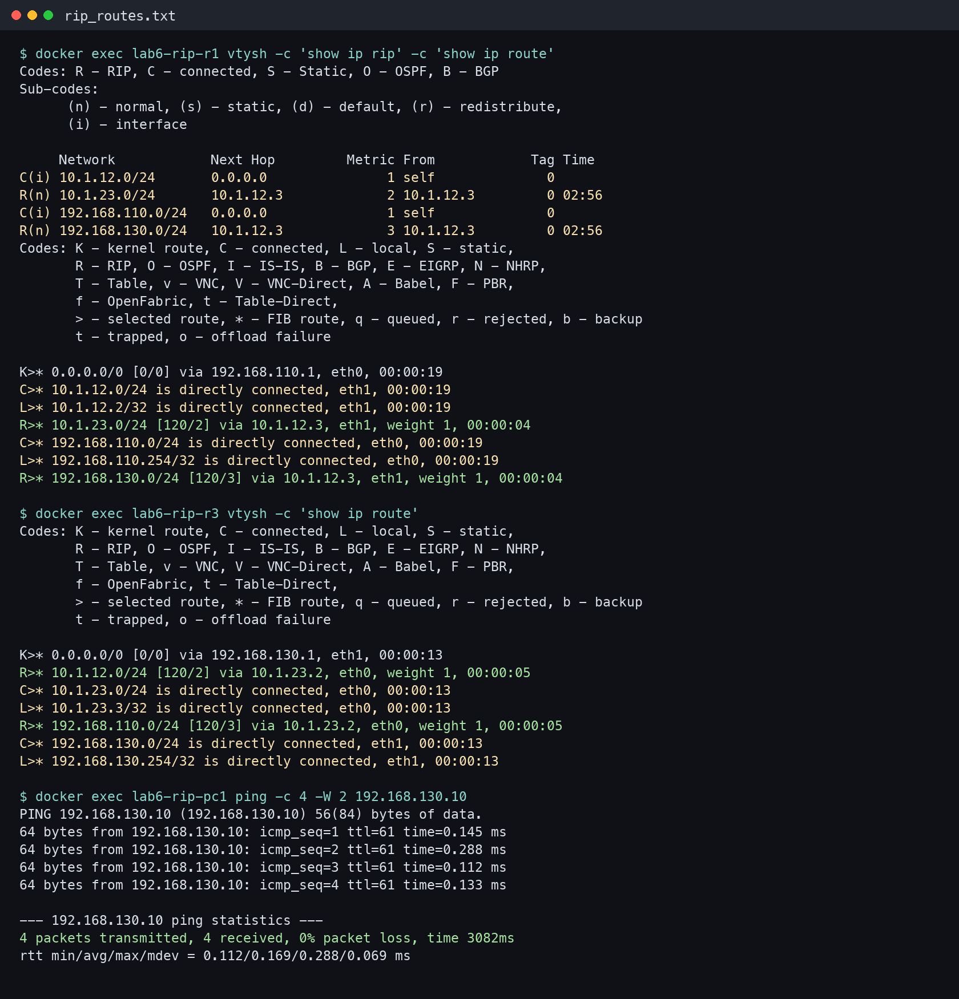 rip_routes.txt
$ docker exec lab6-rip-r1 vtysh -c 'show ip rip' -c 'show ip route'
Codes: R - RIP, C - connected, S - Static, O - OSPF, B - BGP
Sub-codes:
      (n) - normal, (s) - static, (d) - default, (r) - redistribute,
      (i) - interface

     Network            Next Hop         Metric From            Tag Time
C(i) 10.1.12.0/24       0.0.0.0               1 self              0
R(n) 10.1.23.0/24       10.1.12.3             2 10.1.12.3         0 02:56
C(i) 192.168.110.0/24   0.0.0.0               1 self              0
R(n) 192.168.130.0/24   10.1.12.3             3 10.1.12.3         0 02:56
Codes: K - kernel route, C - connected, L - local, S - static,
       R - RIP, O - OSPF, I - IS-IS, B - BGP, E - EIGRP, N - NHRP,
       T - Table, v - VNC, V - VNC-Direct, A - Babel, F - PBR,
       f - OpenFabric, t - Table-Direct,
       > - selected route, * - FIB route, q - queued, r - rejected, b - backup
       t - trapped, o - offload failure

K>* 0.0.0.0/0 [0/0] via 192.168.110.1, eth0, 00:00:19
C>* 10.1.12.0/24 is directly connected, eth1, 00:00:19
L>* 10.1.12.2/32 is directly connected, eth1, 00:00:19
R>* 10.1.23.0/24 [120/2] via 10.1.12.3, eth1, weight 1, 00:00:04
C>* 192.168.110.0/24 is directly connected, eth0, 00:00:19
L>* 192.168.110.254/32 is directly connected, eth0, 00:00:19
R>* 192.168.130.0/24 [120/3] via 10.1.12.3, eth1, weight 1, 00:00:04

$ docker exec lab6-rip-r3 vtysh -c 'show ip route'
Codes: K - kernel route, C - connected, L - local, S - static,
       R - RIP, O - OSPF, I - IS-IS, B - BGP, E - EIGRP, N - NHRP,
       T - Table, v - VNC, V - VNC-Direct, A - Babel, F - PBR,
       f - OpenFabric, t - Table-Direct,
       > - selected route, * - FIB route, q - queued, r - rejected, b - backup
       t - trapped, o - offload failure

K>* 0.0.0.0/0 [0/0] via 192.168.130.1, eth1, 00:00:13
R>* 10.1.12.0/24 [120/2] via 10.1.23.2, eth0, weight 1, 00:00:05
C>* 10.1.23.0/24 is directly connected, eth0, 00:00:13
L>* 10.1.23.3/32 is directly connected, eth0, 00:00:13
R>* 192.168.110.0/24 [120/3] via 10.1.23.2, eth0, weight 1, 00:00:05
C>* 192.168.130.0/24 is directly connected, eth1, 00:00:13
L>* 192.168.130.254/32 is directly connected, eth1, 00:00:13

$ docker exec lab6-rip-pc1 ping -c 4 -W 2 192.168.130.10
PING 192.168.130.10 (192.168.130.10) 56(84) bytes of data.
64 bytes from 192.168.130.10: icmp_seq=1 ttl=61 time=0.145 ms
64 bytes from 192.168.130.10: icmp_seq=2 ttl=61 time=0.288 ms
64 bytes from 192.168.130.10: icmp_seq=3 ttl=61 time=0.112 ms
64 bytes from 192.168.130.10: icmp_seq=4 ttl=61 time=0.133 ms

--- 192.168.130.10 ping statistics ---
4 packets transmitted, 4 received, 0% packet loss, time 3082ms
rtt min/avg/max/mdev = 0.112/0.169/0.288/0.069 ms